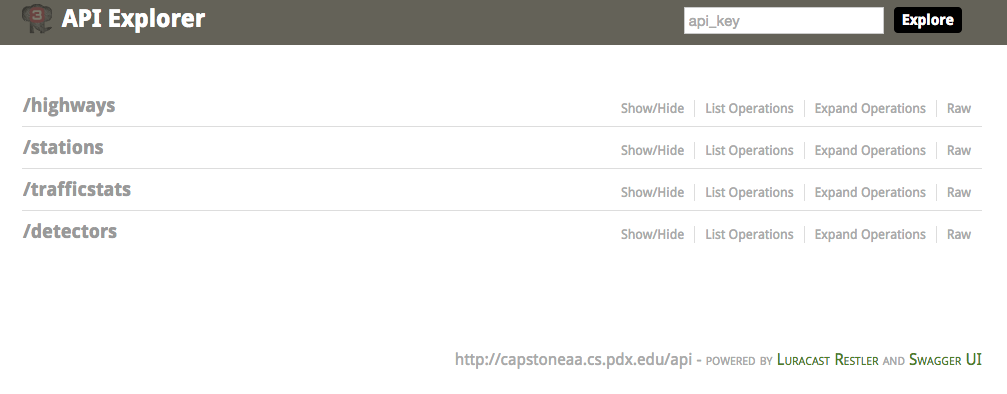 3 API Explorer api_key Explore
/highways Show/Hide List Operations Expand Operations Raw
/stations Show/Hide List Operations Expand Operations Raw
/trafficstats Show/Hide List Operations Expand Operations Raw
/detectors Show/Hide List Operations Expand Operations Raw
http://capstoneaa.cs.pdx.edu/api - POWERED BY LURACAST RESTLER AND SWAGGER UI